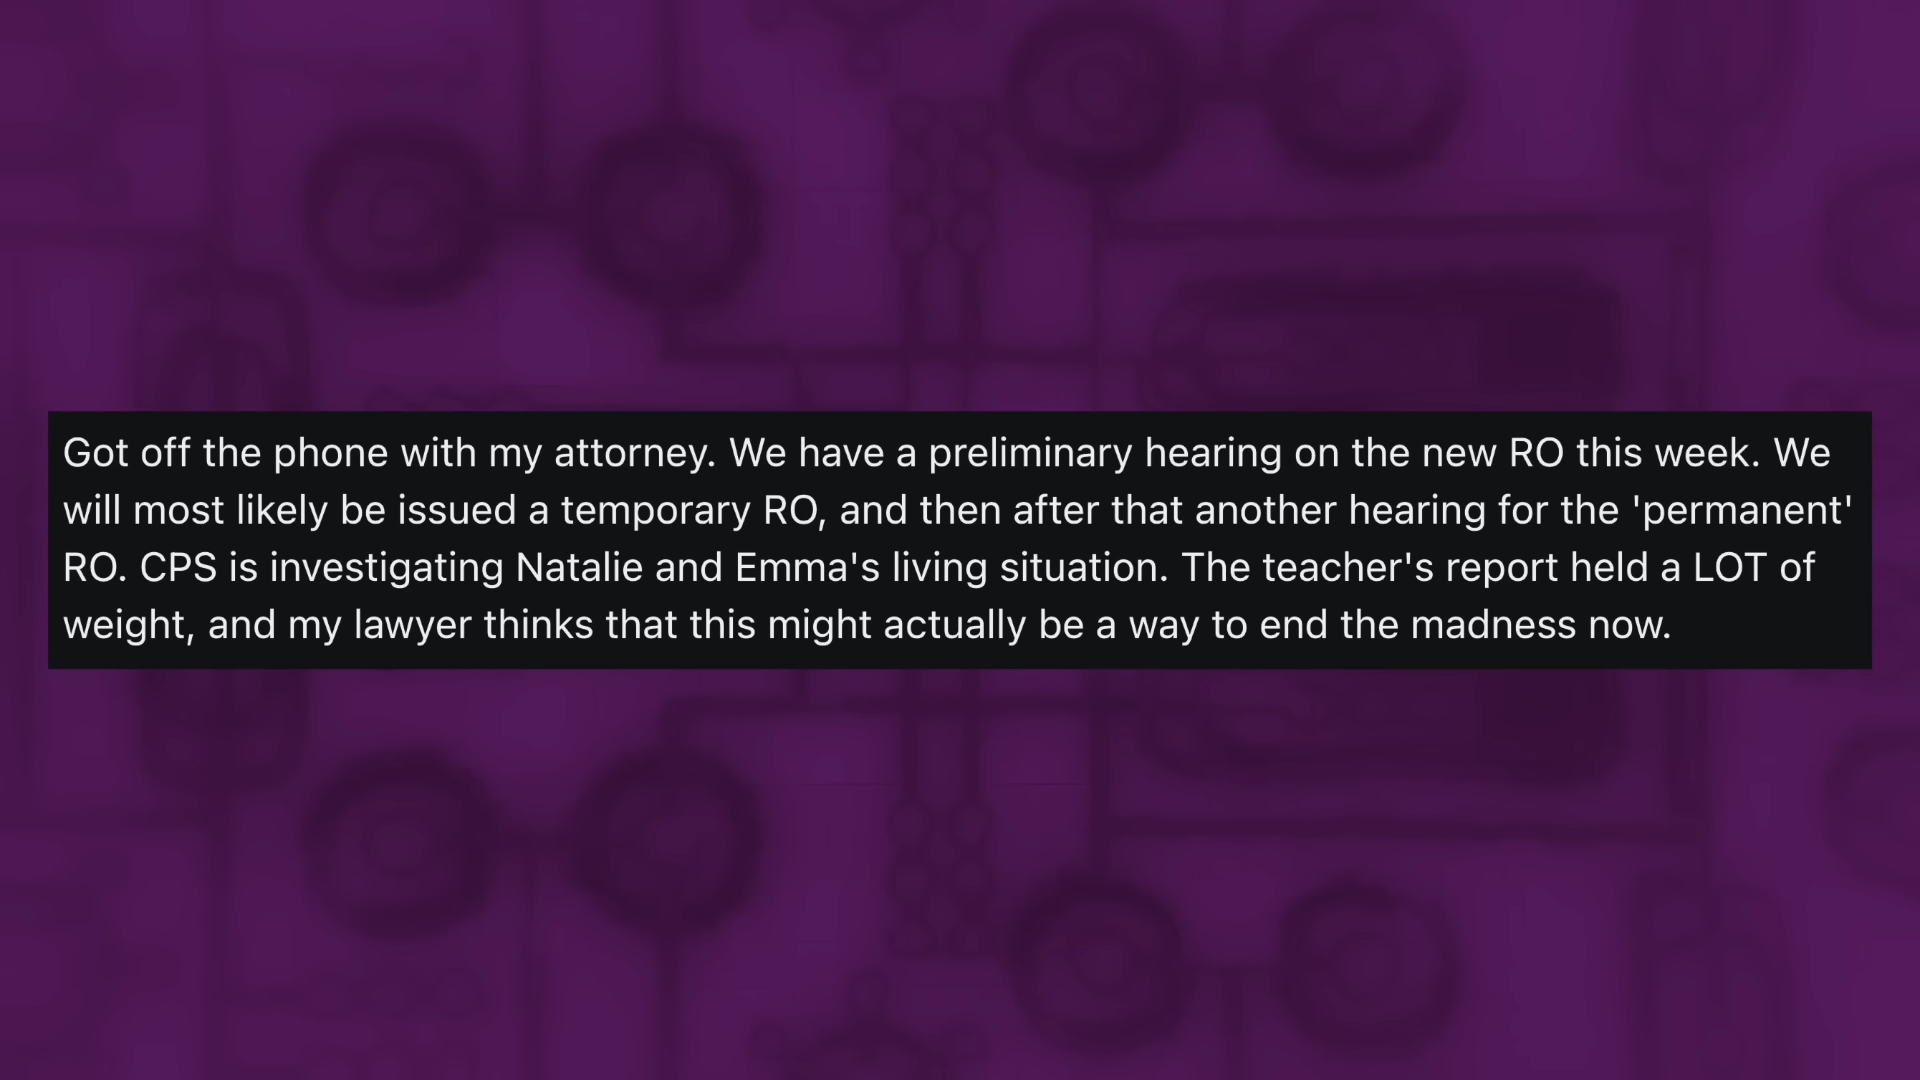 Got off the phone with my attorney. We have a preliminary hearing on the new RO this week. We
will most likely be issued a temporary RO, and then after that another hearing for the 'permanent'
RO. CPS is investigating Natalie and Emma's living situation. The teacher's report held a LOT of
weight, and my lawyer thinks that this might actually be a way to end the madness now.